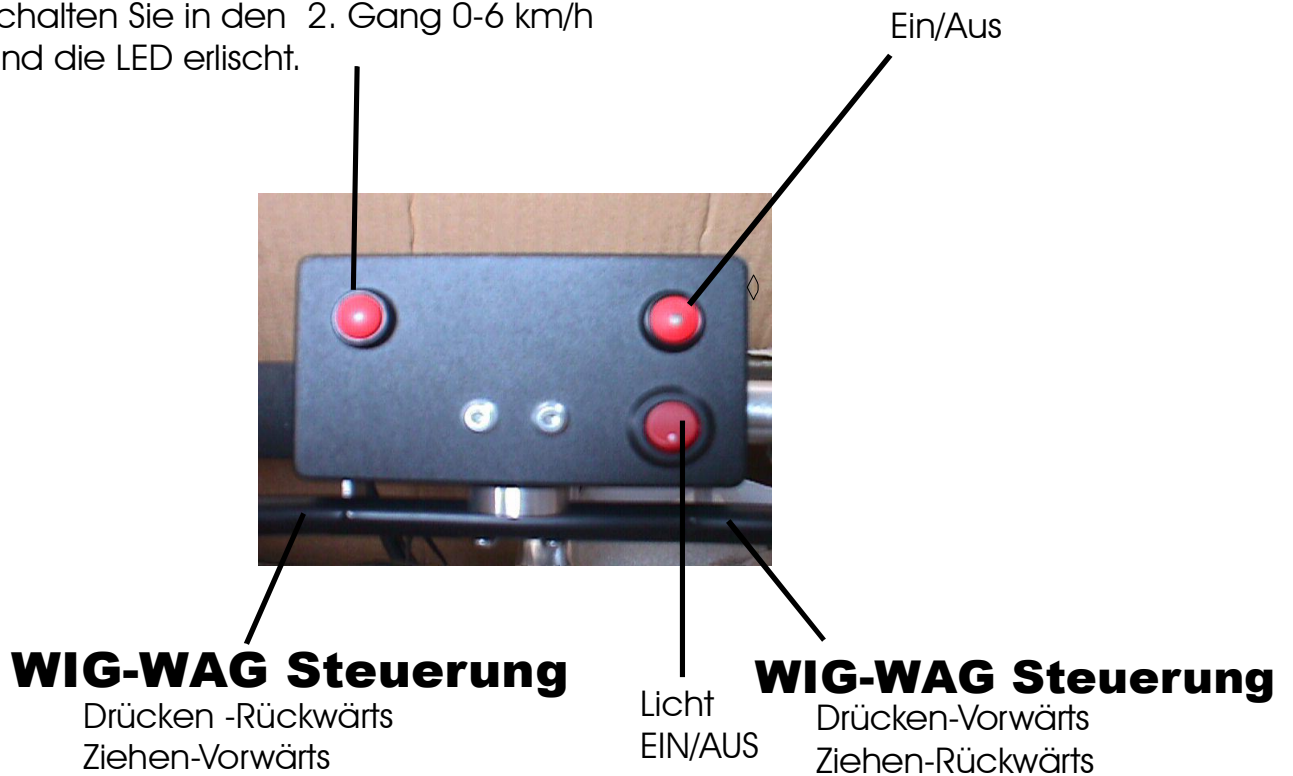 chalten Sie in den 2. Gang 0-6 km/h
nd die LED erlischt.
Ein/Aus
WIG-WAG Steuerung
Drücken -Rückwärts
Ziehen-Vorwärts
Licht
EIN/AUS
WIG-WAG Steuerung
Drücken-Vorwärts
Ziehen-Rückwärts